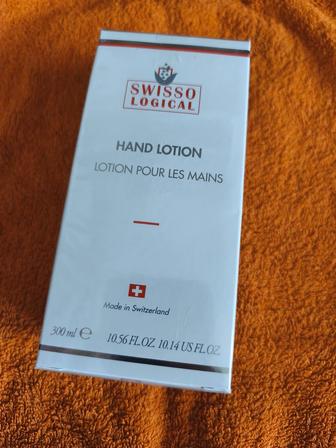 SWISSO
LOGICAL
HAND LOTION
LOTION POUR LES MAINS
Made in Switzerland
300 ml ℮ 10.56 FL.OZ. 10.14 US FL.OZ.